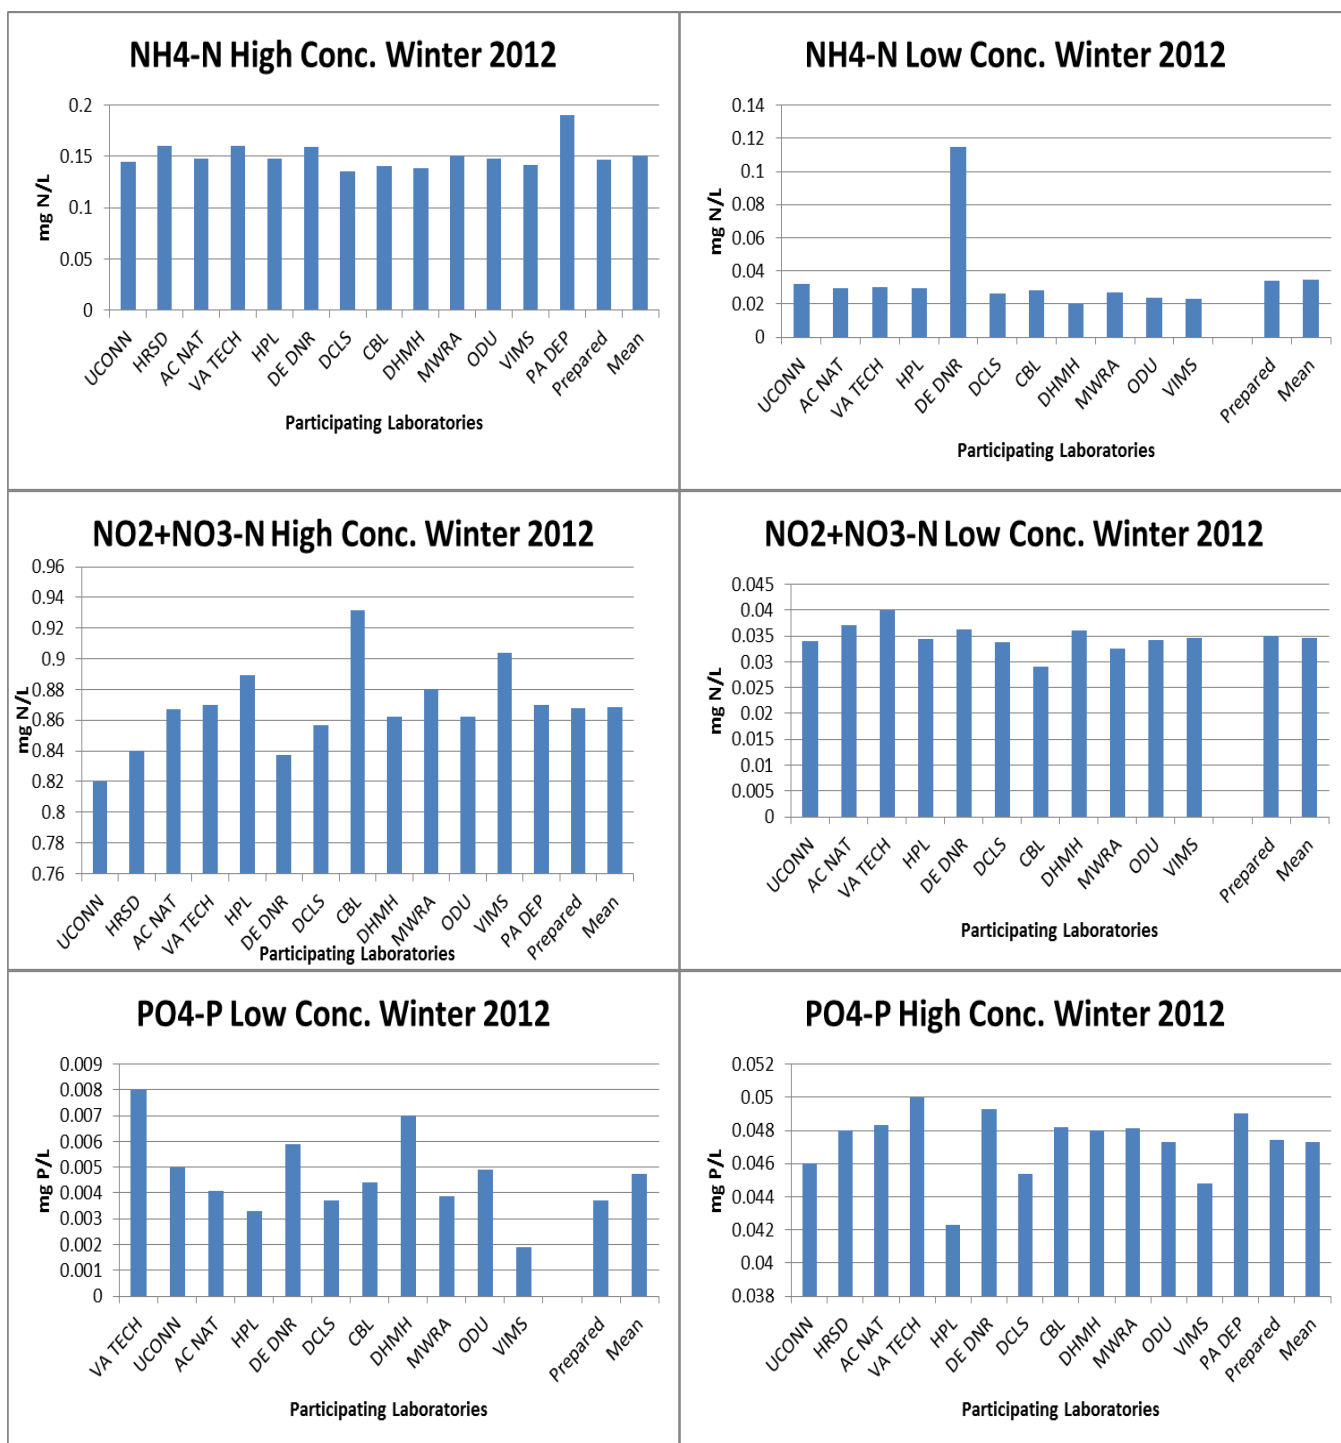 NH4-N High Conc. Winter 2012
0.2
0.15
0.1
0.05
0
mg N/L
UCONN
HRSD
AC NAT
VA TECH
HPL
DE DNR
DCLS
CBL
DHMH
MWRA
ODU
VIMS
PA DEP
Prepared
Mean
Participating Laboratories
NH4-N Low Conc. Winter 2012
0.14
0.12
0.1
0.08
0.06
0.04
0.02
0
mg N/L
UCONN
AC NAT
VA TECH
HPL
DE DNR
DCLS
CBL
DHMH
MWRA
ODU
VIMS
Prepared
Mean
Participating Laboratories
NO2+NO3-N High Conc. Winter 2012
0.96
0.94
0.92
0.9
0.88
0.86
0.84
0.82
0.8
0.78
0.76
mg N/L
UCONN
HRSD
AC NAT
VA TECH
HPL
DE DNR
DCLS
CBL
DHMH
MWRA
ODU
VIMS
PA DEP
Prepared
Mean
Participating Laboratories
NO2+NO3-N Low Conc. Winter 2012
0.045
0.04
0.035
0.03
0.025
0.02
0.015
0.01
0.005
0
mg N/L
UCONN
AC NAT
VA TECH
HPL
DE DNR
DCLS
CBL
DHMH
MWRA
ODU
VIMS
Prepared
Mean
Participating Laboratories
PO4-P Low Conc. Winter 2012
0.009
0.008
0.007
0.006
0.005
0.004
0.003
0.002
0.001
0
mg P/L
VA TECH
UCONN
AC NAT
HPL
DE DNR
DCLS
CBL
DHMH
MWRA
ODU
VIMS
Prepared
Mean
Participating Laboratories
PO4-P High Conc. Winter 2012
0.052
0.05
0.048
0.046
0.044
0.042
0.04
0.038
mg P/L
UCONN
HRSD
AC NAT
VA TECH
HPL
DE DNR
DCLS
CBL
DHMH
MWRA
ODU
VIMS
PA DEP
Prepared
Mean
Participating Laboratories